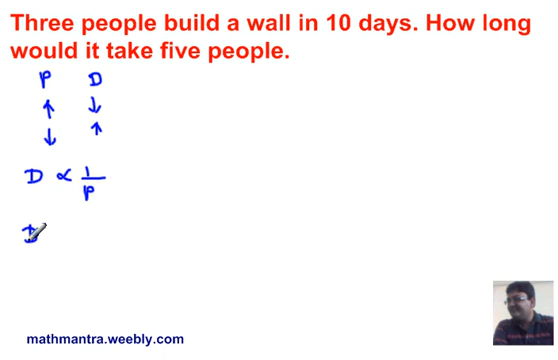 Three people build a wall in 10 days. How long
would it take five people.
P D
↑ ↓
↓ ↑
D ∝ 1/P
D
mathmantra.weebly.com